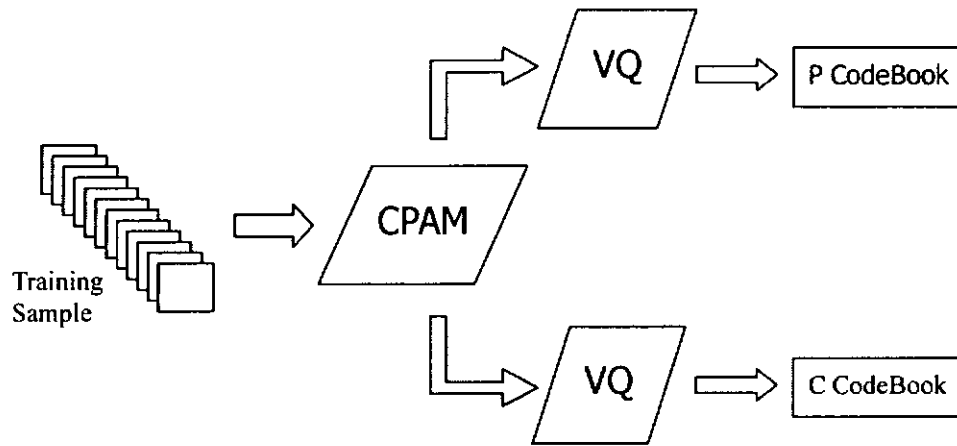 VQ
P CodeBook
CPAM
Training
Sample
VQ
C CodeBook